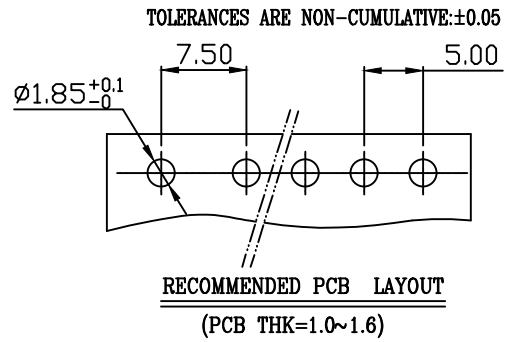 TOLERANCES ARE NON-CUMULATIVE:±0.05
7.50
5.00
Ø1.85+0.1
-0
RECOMMENDED PCB LAYOUT
(PCB THK=1.0~1.6)